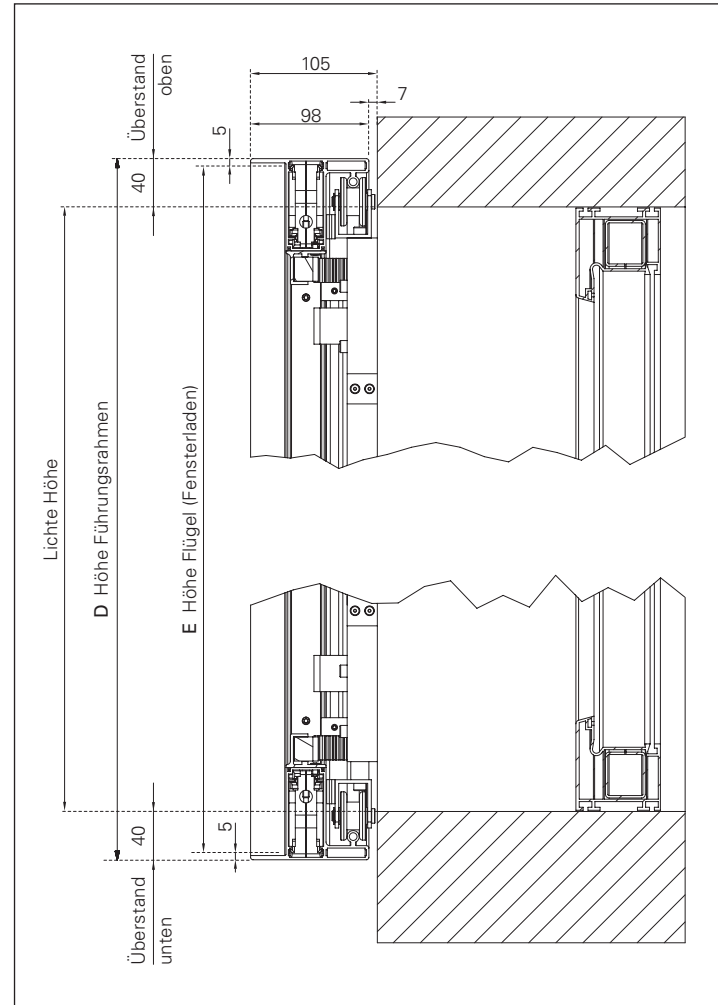 Überstand
oben
105
98
7
5
40
Lichte Höhe
D Höhe Führungsrahmen
E Höhe Flügel (Fensterladen)
40
5
Überstand
unten